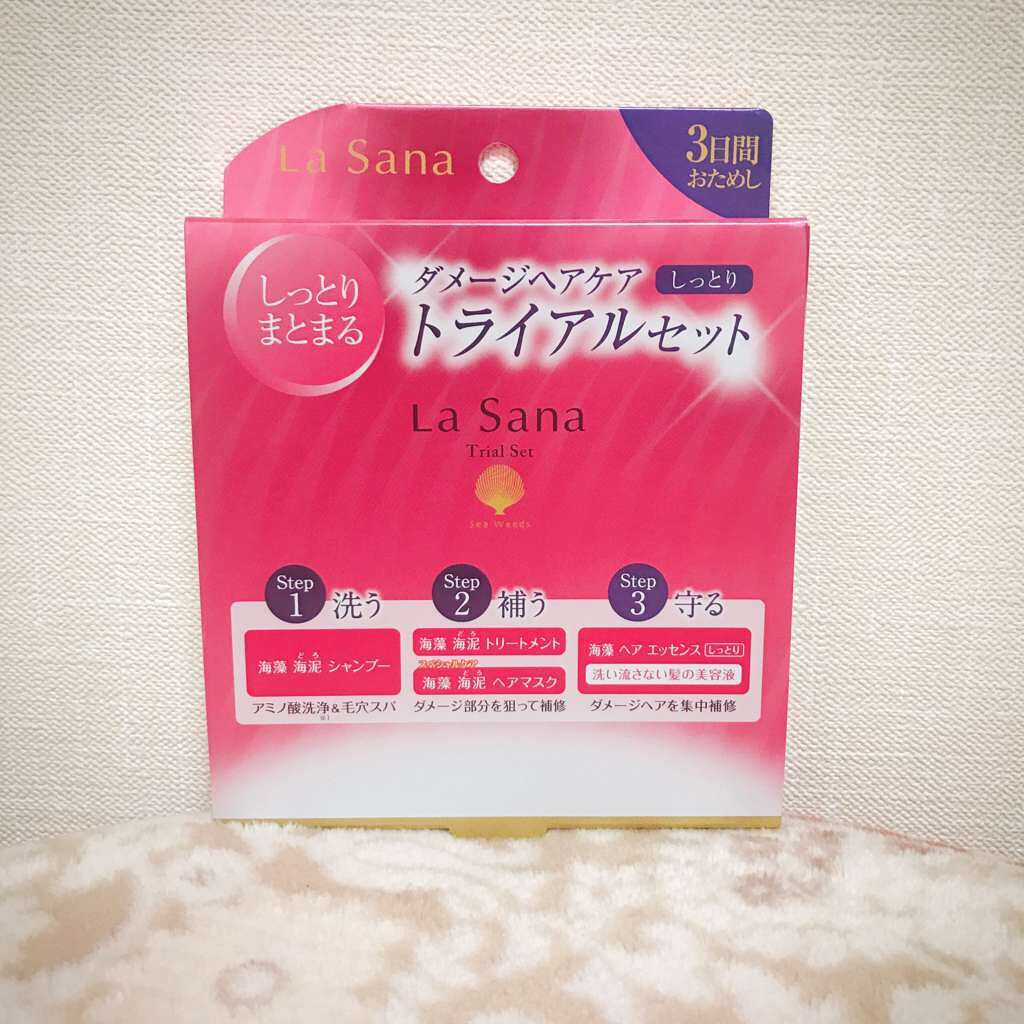 La Sana
3日間
おためし
しっとり
まとまる
ダメージヘアケア しっとり
トライアルセット
La Sana
Trial Set
Sea Weeds
Step 1 洗う
海藻 海泥 シャンプー
どろ
アミノ酸洗浄&毛穴スパ
※1
Step 2 補う
海藻 海泥 トリートメント
どろ
スペシャルケア
海藻 海泥 ヘアマスク
どろ
ダメージ部分を狙って補修
Step 3 守る
海藻 ヘア エッセンス しっとり
洗い流さない髪の美容液
ダメージヘアを集中補修